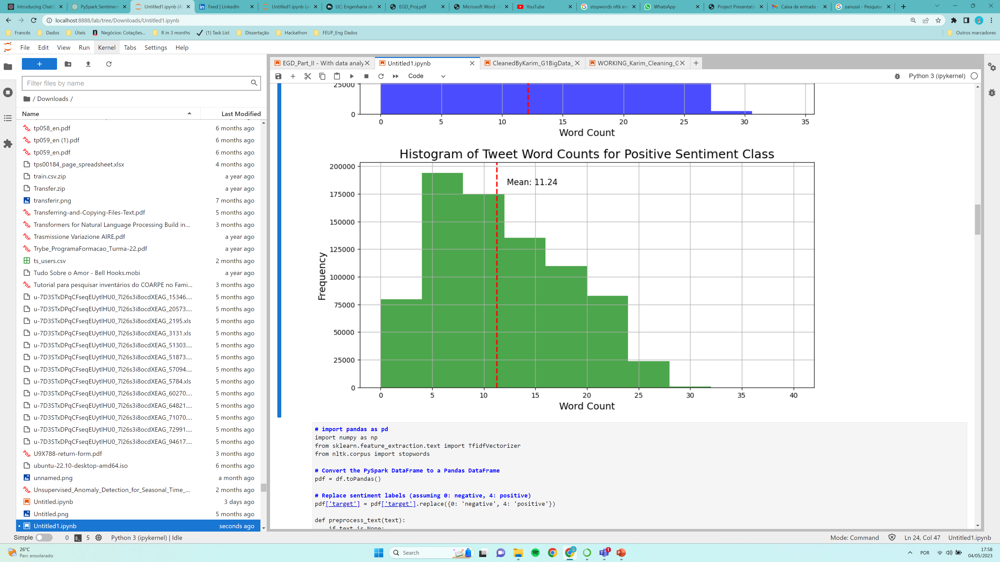 Introducing ChatG
PySpark Sentiment
Untitled1.ipynb (4)
Feed | LinkedIn
Untitled1.ipynb (au
UC: Engenharia de
EGD_Proj.pdf
Microsoft Word - c
YouTube
stopwords nltk eng
WhatsApp
Project Presentatio
Caixa de entrada -
zanussi - Pesquisa
localhost:8888/lab/tree/Downloads/Untitled1.ipynb
Francês
Dados
Úteis
Negócios: Cotações...
R in 3 months
(1) Task List
Dissertação
Hackathon
FEUP_Eng Dados
Outros marcadores
File Edit View Run Kernel Tabs Settings Help
Filter files by name
/ Downloads /
Name Last Modified
tp058_en.pdf 6 months ago
tp059_en (1).pdf 6 months ago
tp059_en.pdf 6 months ago
tps00184_page_spreadsheet.xlsx 4 months ago
train.csv.zip a year ago
Transfer.zip a year ago
transferir.png 7 months ago
Transferring-and-Copying-Files-Text.pdf 5 months ago
Transformers for Natural Language Processing Build in... 3 months ago
Trasmissione Variazione AIRE.pdf a year ago
Trybe_ProgramaFormacao_Turma-22.pdf a year ago
ts_users.csv 2 months ago
Tudo Sobre o Amor - Bell Hooks.mobi a year ago
Tutorial para pesquisar inventários do COARPE no Fami... 3 months ago
u-7D3STxDPqCFseqEUytlHU0_7l26s3i8ocdXEAG_15346.... 5 months ago
u-7D3STxDPqCFseqEUytlHU0_7l26s3i8ocdXEAG_20573.... 5 months ago
u-7D3STxDPqCFseqEUytlHU0_7l26s3i8ocdXEAG_2195.xls 5 months ago
u-7D3STxDPqCFseqEUytlHU0_7l26s3i8ocdXEAG_3131.xls 5 months ago
u-7D3STxDPqCFseqEUytlHU0_7l26s3i8ocdXEAG_51303.... 5 months ago
u-7D3STxDPqCFseqEUytlHU0_7l26s3i8ocdXEAG_51873.... 5 months ago
u-7D3STxDPqCFseqEUytlHU0_7l26s3i8ocdXEAG_57094.... 5 months ago
u-7D3STxDPqCFseqEUytlHU0_7l26s3i8ocdXEAG_5784.xls 5 months ago
u-7D3STxDPqCFseqEUytlHU0_7l26s3i8ocdXEAG_60270.... 5 months ago
u-7D3STxDPqCFseqEUytlHU0_7l26s3i8ocdXEAG_64821.... 5 months ago
u-7D3STxDPqCFseqEUytlHU0_7l26s3i8ocdXEAG_71070.... 5 months ago
u-7D3STxDPqCFseqEUytlHU0_7l26s3i8ocdXEAG_72991.... 5 months ago
u-7D3STxDPqCFseqEUytlHU0_7l26s3i8ocdXEAG_94617.... 5 months ago
U9X788-return-form.pdf 3 months ago
ubuntu-22.10-desktop-amd64.iso 6 months ago
unnamed.png a month ago
Unsupervised_Anomaly_Detection_for_Seasonal_Time_... 2 months ago
Untitled.ipynb 3 days ago
Untitled.png 5 months ago
Untitled1.ipynb seconds ago
EGD_Part_II - With data analy
Untitled1.ipynb
CleanedByKarim_G1BigData_
WORKING_Karim_Cleaning_G
Code
Python 3 (ipykernel)
25000
0
0 5 10 15 20 25 30 35
Word Count
Histogram of Tweet Word Counts for Positive Sentiment Class
200000
Mean: 11.24
175000
150000
125000
100000
75000
50000
25000
0
Frequency
0 5 10 15 20 25 30 35 40
Word Count
# import pandas as pd
import numpy as np
from sklearn.feature_extraction.text import TfidfVectorizer
from nltk.corpus import stopwords
# Convert the PySpark DataFrame to a Pandas DataFrame
pdf = df.toPandas()
# Replace sentiment labels (assuming 0: negative, 4: positive)
pdf['target'] = pdf['target'].replace({0: 'negative', 4: 'positive'})
def preprocess_text(text):
if text is None:
Simple 0 5 Python 3 (ipykernel) | Idle
Mode: Command Ln 24, Col 47 Untitled1.ipynb
26°C
Parc ensolarado
Search
1
POR
17:58
04/05/2023